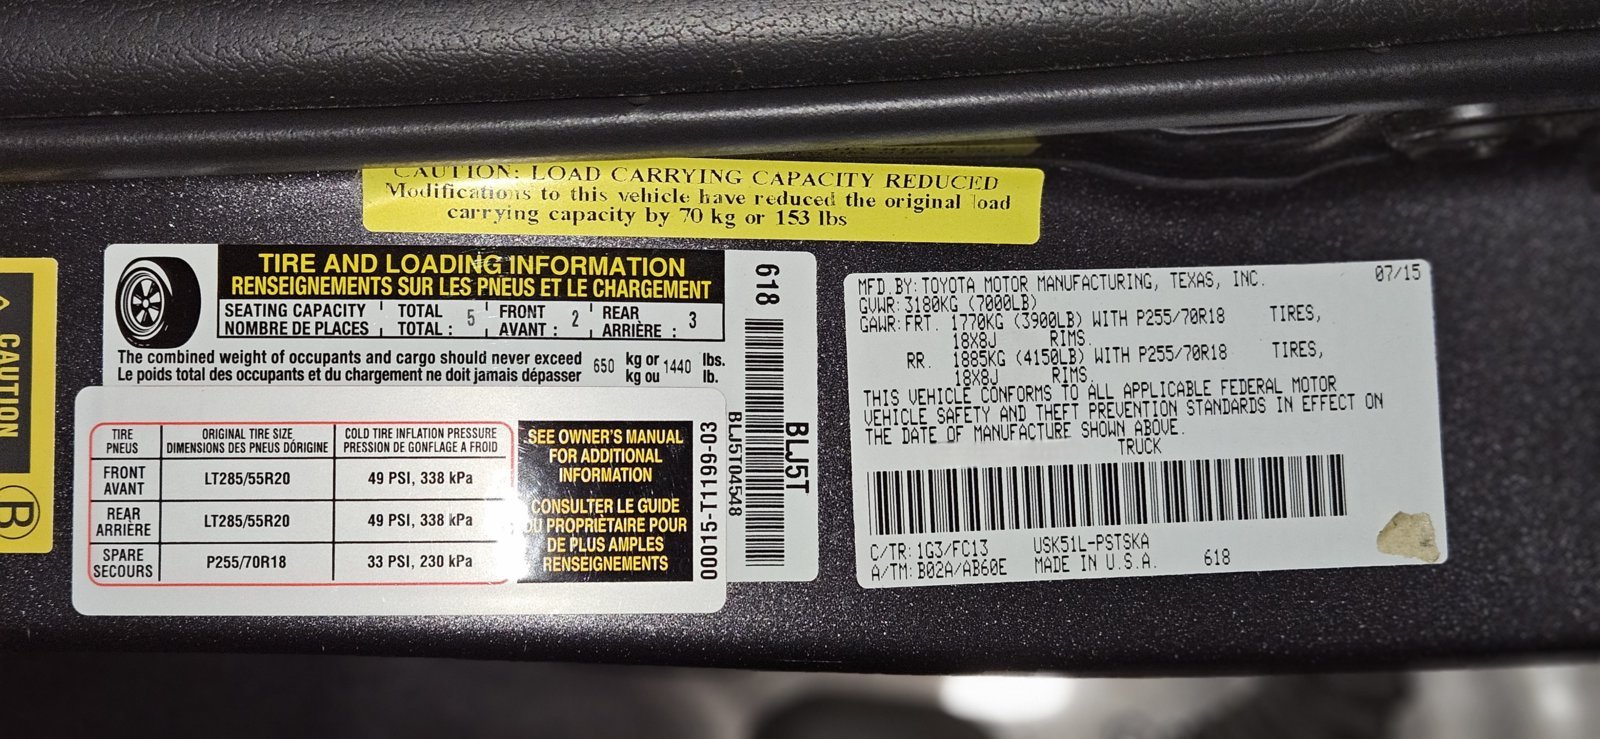 CAUTION: LOAD CARRYING CAPACITY REDUCED
Modifications to this vehicle have reduced the original load
carrying capacity by 70 kg or 153 lbs
CAUTION
B
TIRE AND LOADING INFORMATION
RENSEIGNEMENTS SUR LES PNEUS ET LE CHARGEMENT
SEATING CAPACITY TOTAL FRONT REAR
NOMBRE DE PLACES TOTAL : 5 AVANT : 2 ARRIÈRE : 3
The combined weight of occupants and cargo should never exceed 650 kg or 1440 lbs.
Le poids total des occupants et du chargement ne doit jamais dépasser kg ou lb.
TIRE ORIGINAL TIRE SIZE COLD TIRE INFLATION PRESSURE
PNEUS DIMENSIONS DES PNEUS DÓRIGINE PRESSION DE GONFLAGE A FROID
FRONT
AVANT LT285/55R20 49 PSI, 338 kPa
REAR
ARRIÈRE LT285/55R20 49 PSI, 338 kPa
SPARE
SECOURS P255/70R18 33 PSI, 230 kPa
SEE OWNER'S MANUAL
FOR ADDITIONAL
INFORMATION
CONSULTER LE GUIDE
DU PROPRIÈTAIRE POUR
DE PLUS AMPLES
RENSEIGNEMENTS
00015-T1199-03
618
BLJ5T04548
BLJ5T
MFD.BY: TOYOTA MOTOR MANUFACTURING, TEXAS, INC. 07/15
GVWR: 3180KG (7000LB)
GAWR: FRT. 1770KG (3900LB) WITH P255/70R18 TIRES,
18X8J RIMS.
RR. 1885KG (4150LB) WITH P255/70R18 TIRES,
18X8J RIMS.
THIS VEHICLE CONFORMS TO ALL APPLICABLE FEDERAL MOTOR
VEHICLE SAFETY AND THEFT PREVENTION STANDARDS IN EFFECT ON
THE DATE OF MANUFACTURE SHOWN ABOVE.
TRUCK
C/TR: 1G3/FC13 USK51L-PSTSKA
A/TM: B02A/AB60E MADE IN U.S.A. 618